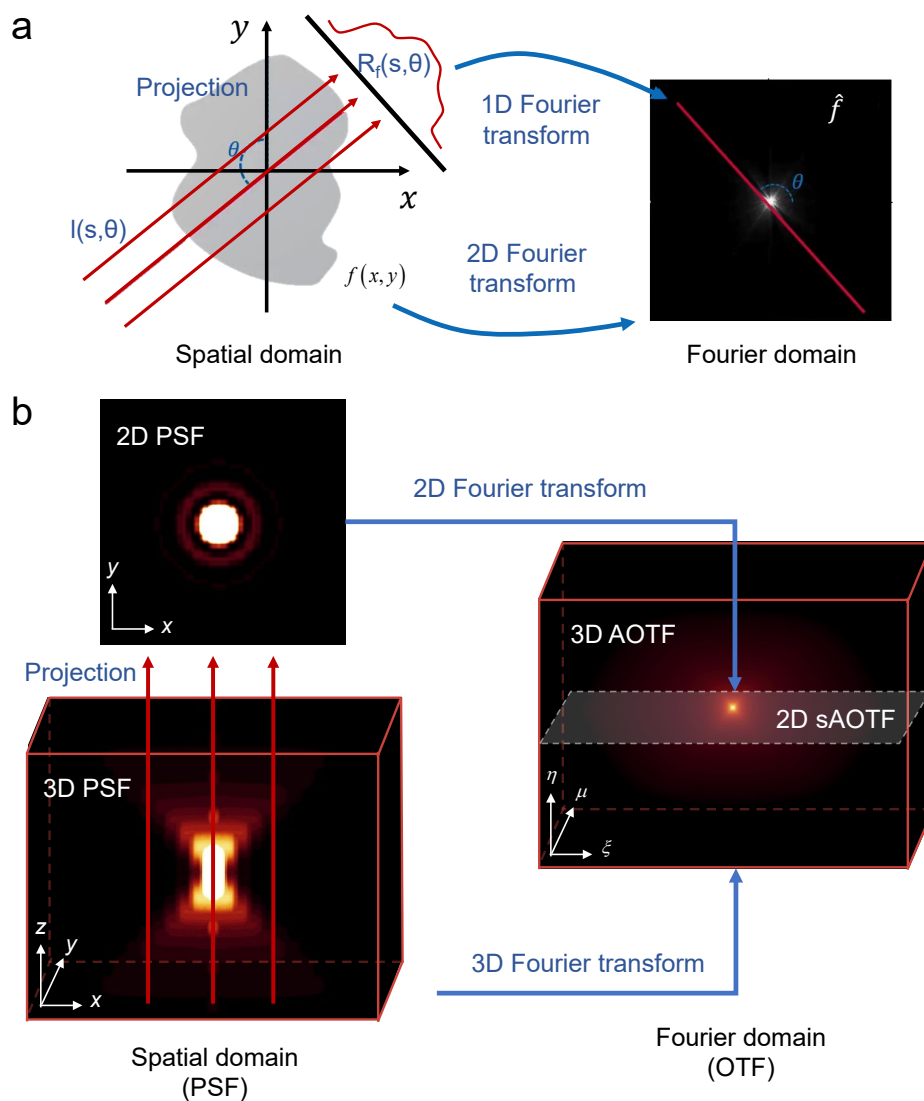 a
y
R_f(s,θ)
Projection
1D Fourier
transform
f̂
θ
θ
x
l(s,θ)
2D Fourier
transform
f(x,y)
Spatial domain
Fourier domain
b
2D PSF
2D Fourier transform
y
x
3D AOTF
Projection
2D sAOTF
3D PSF
η
μ
ξ
z
y
x
3D Fourier transform
Spatial domain
(PSF)
Fourier domain
(OTF)